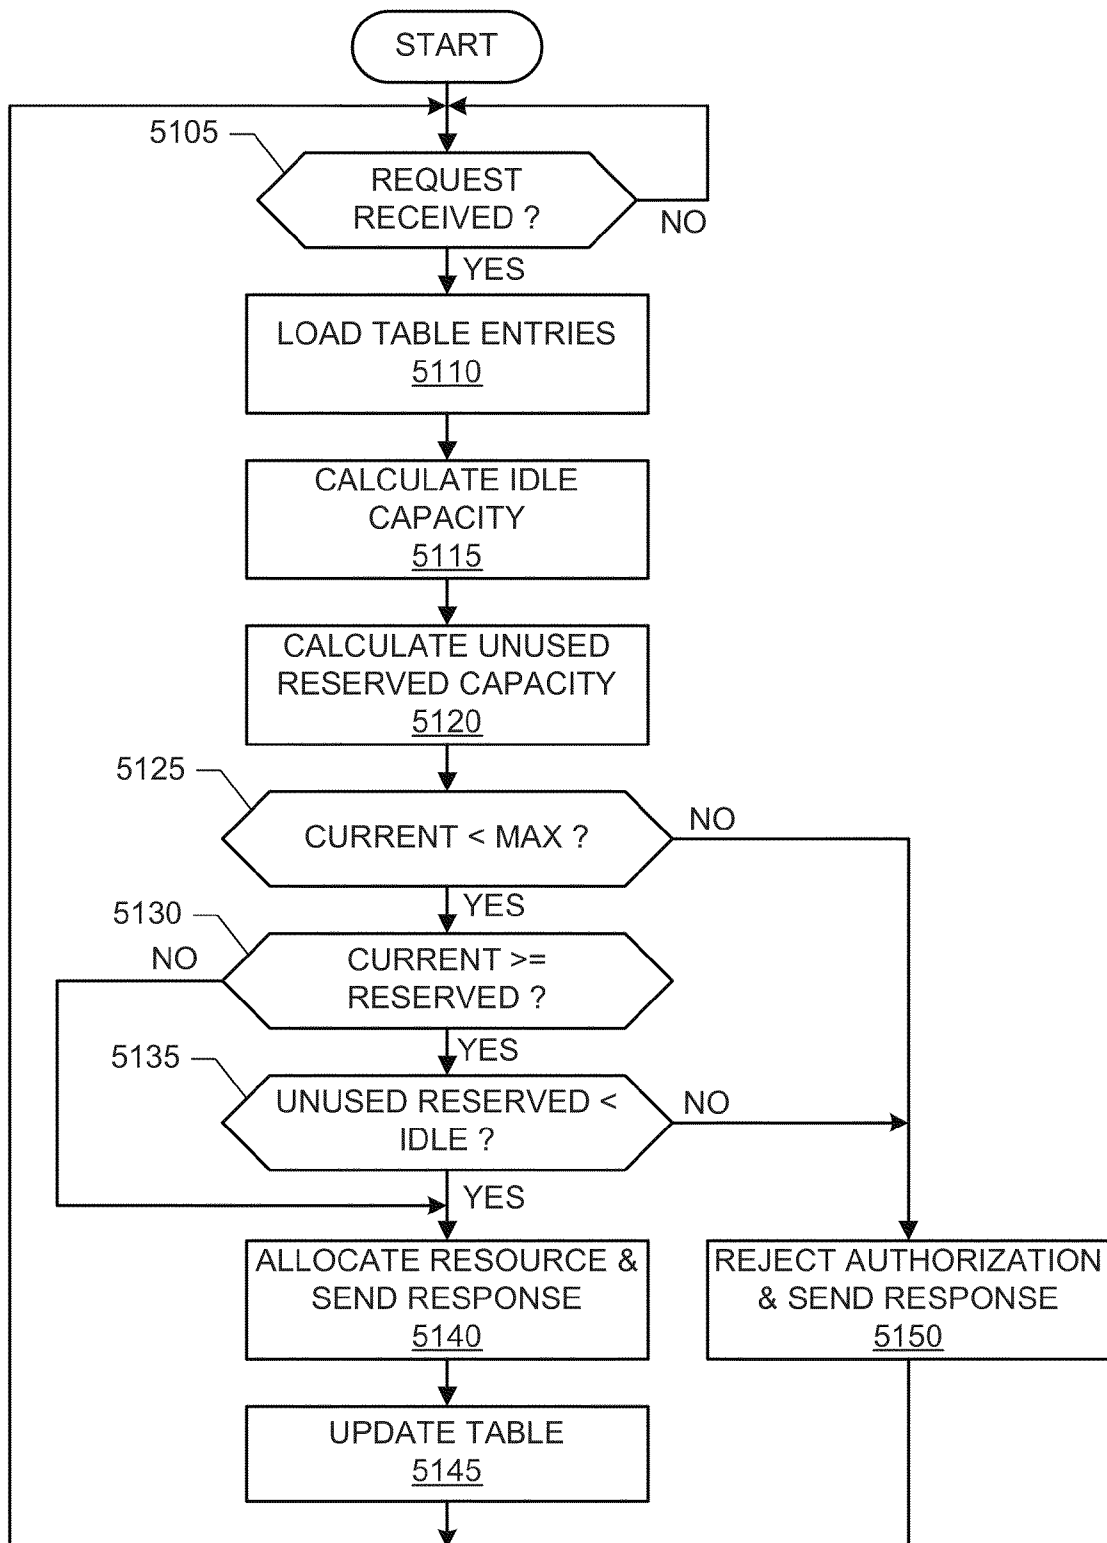 START
5105
REQUEST
RECEIVED ?
NO
YES
LOAD TABLE ENTRIES
5110
CALCULATE IDLE
CAPACITY
5115
CALCULATE UNUSED
RESERVED CAPACITY
5120
5125
CURRENT < MAX ?
NO
YES
5130
NO
CURRENT >=
RESERVED ?
YES
5135
UNUSED RESERVED <
IDLE ?
NO
YES
ALLOCATE RESOURCE &
SEND RESPONSE
5140
REJECT AUTHORIZATION
& SEND RESPONSE
5150
UPDATE TABLE
5145